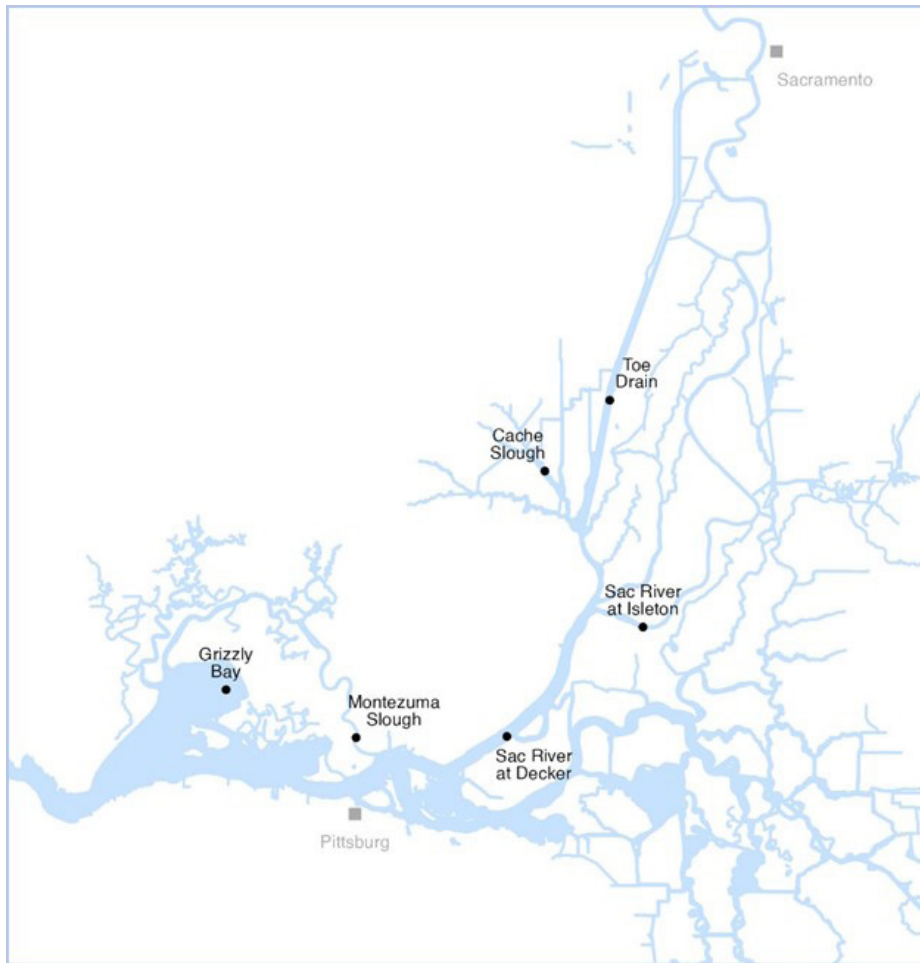 Sacramento
Toe
Drain
Cache
Slough
Sac River
at Isleton
Grizzly
Bay
Montezuma
Slough
Sac River
at Decker
Pittsburg